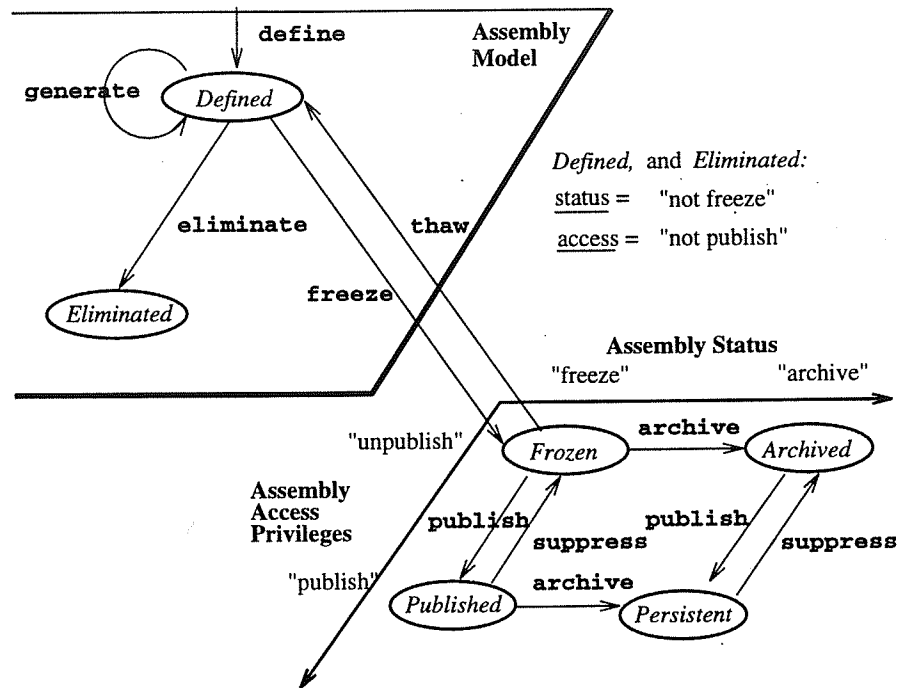 define
Assembly
Model
generate
Defined
Defined, and Eliminated:
status = "not freeze"
access = "not publish"
eliminate
thaw
freeze
Eliminated
Assembly Status
"freeze" "archive"
"unpublish"
Frozen
archive
Archived
Assembly
Access
Privileges
publish
suppress
publish
suppress
"publish"
Published
archive
Persistent